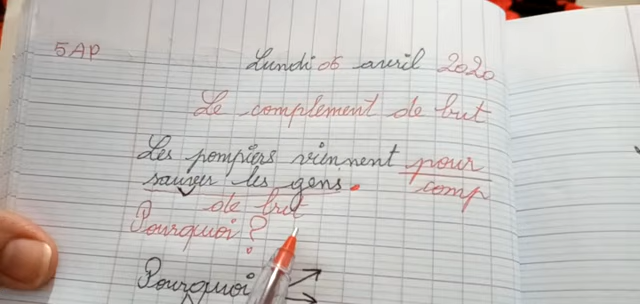 5AP
Lundi 06 avril 2020
Le complement de but
Les pompiers viennent pour
sauver les gens.
comp
de but
Pourquoi ?
Pourquoi